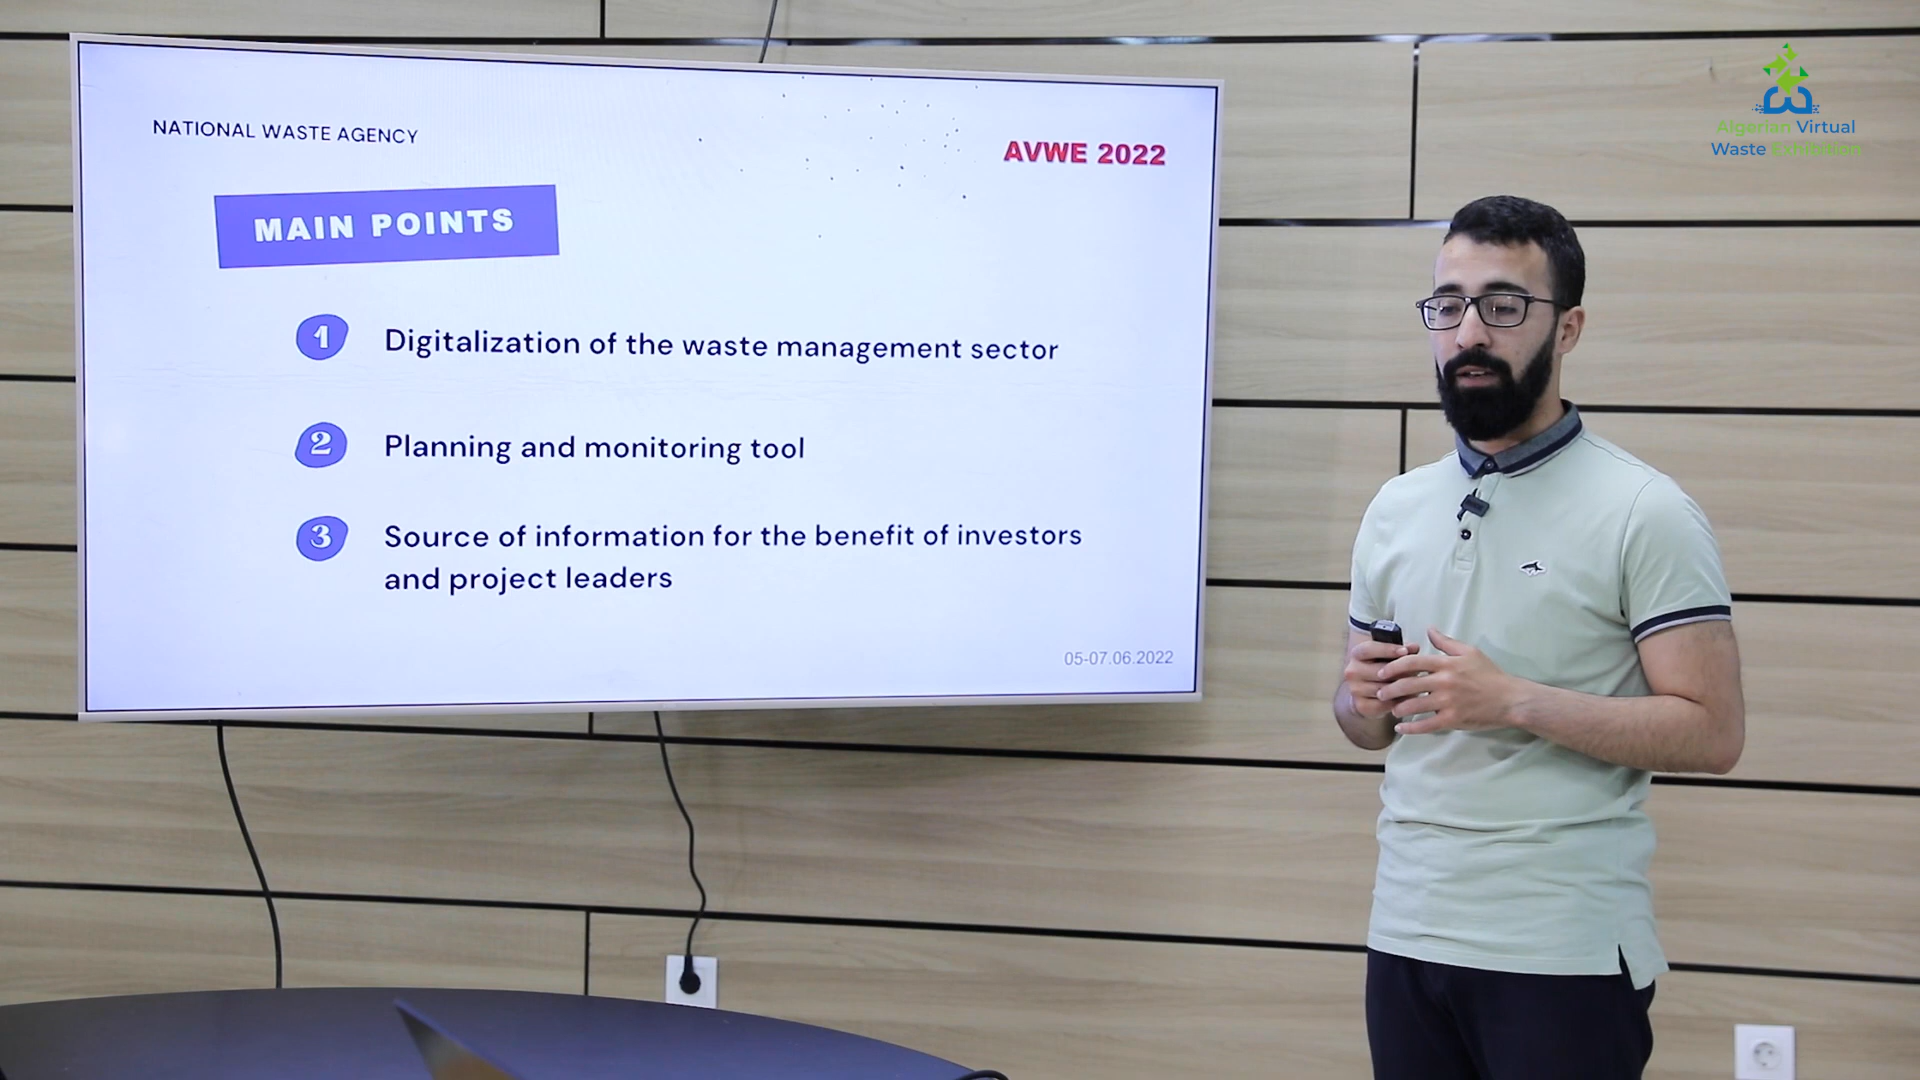 NATIONAL WASTE AGENCY
AVWE 2022
MAIN POINTS
1 Digitalization of the waste management sector
2 Planning and monitoring tool
3 Source of information for the benefit of investors
and project leaders
05-07.06.2022
Algerian Virtual
Waste Exhibition